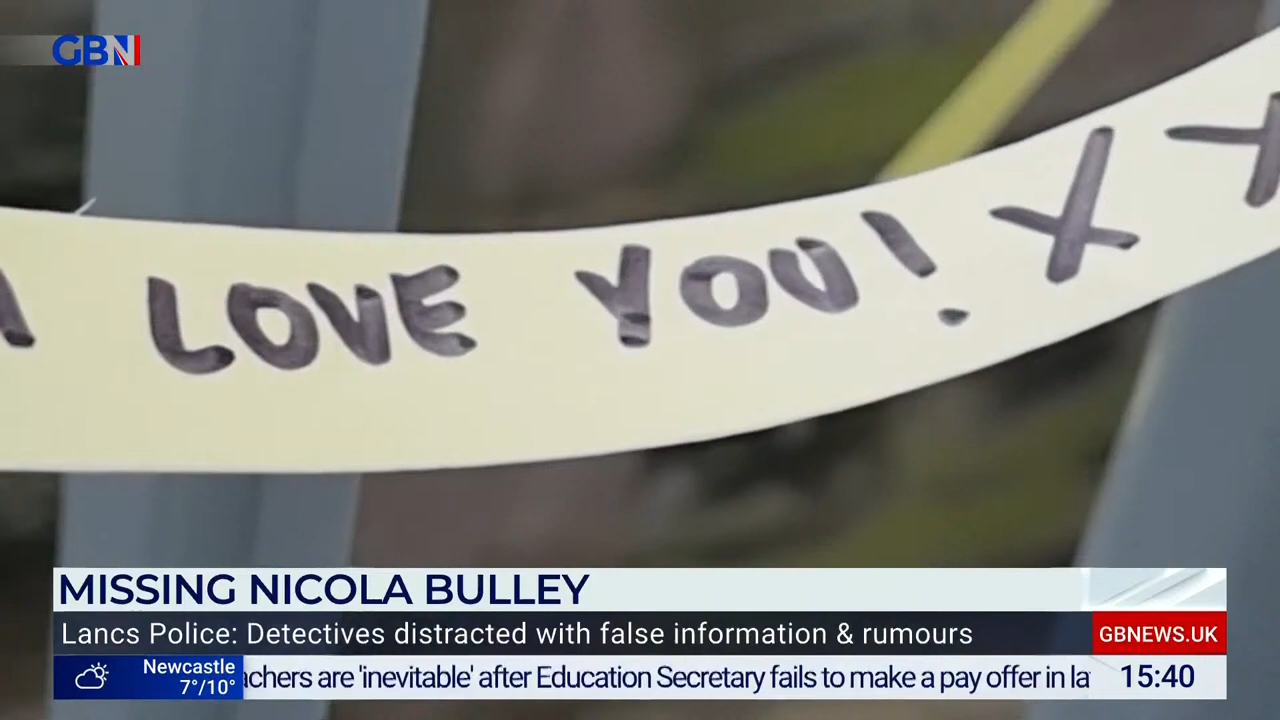 GBN
LOVE YOU! X X
MISSING NICOLA BULLEY
Lancs Police: Detectives distracted with false information & rumours
GBNEWS.UK
Newcastle
7°/10°
achers are 'inevitable' after Education Secretary fails to make a pay offer in la
15:40